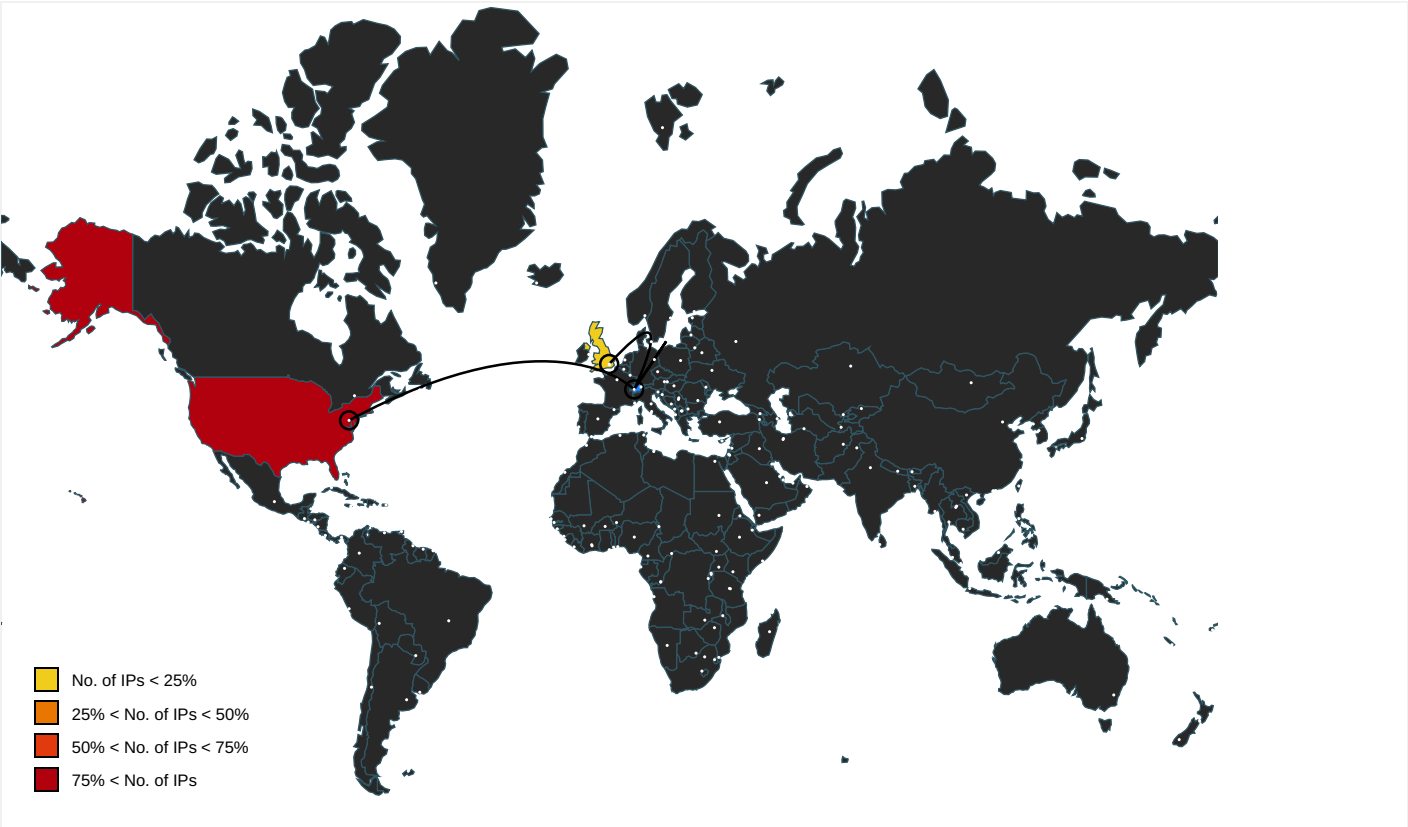 No. of IPs < 25%
25% < No. of IPs < 50%
50% < No. of IPs < 75%
75% < No. of IPs